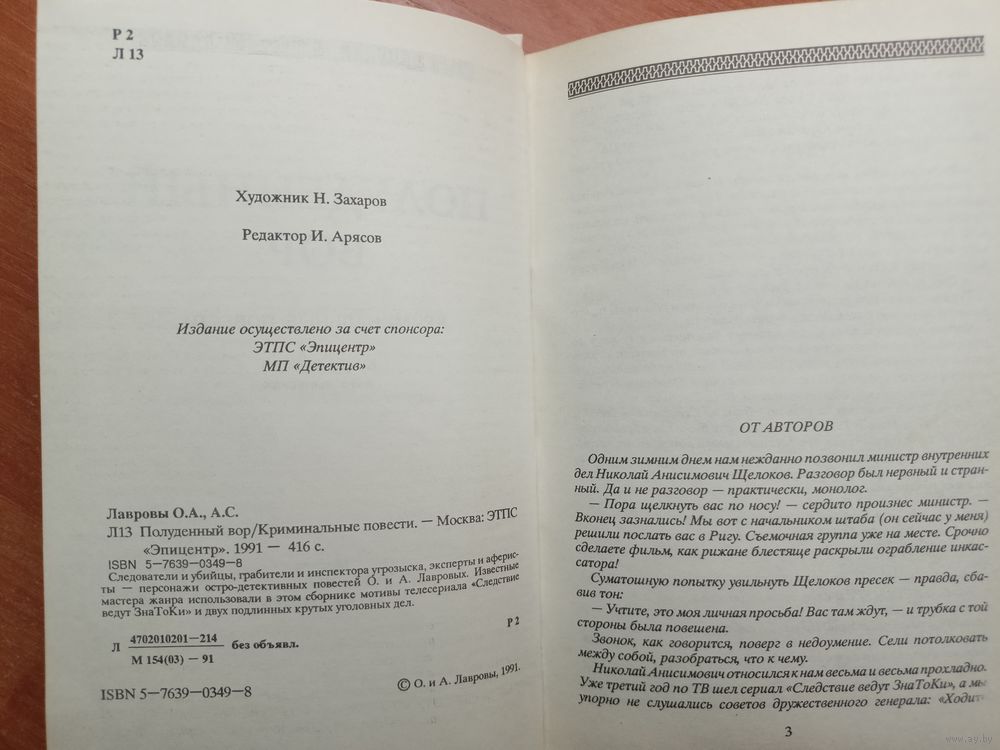 Р 2
Л 13
Художник Н. Захаров
Редактор И. Арясов
Издание осуществлено за счет спонсора:
ЭТПС «Эпицентр»
МП «Детектив»
Лавровы О.А., А.С.
Л13 Полуденный вор/Криминальные повести. — Москва: ЭТПС
«Эпицентр». 1991 — 416 с.
ISBN 5—7639—0349—8
Следователи и убийцы, грабители и инспектора угрозыска, эксперты и аферис-
ты — персонажи остро-детективных повестей О. и А. Лавровых. Известные
мастера жанра использовали в этом сборнике мотивы телесериала «Следствие
ведут ЗнаТоКи» и двух подлинных крутых уголовных дел.
Р 2
Л 4702010201—214 без объявл.
М 154(03) — 91
ISBN 5—7639—0349—8
© О. и А. Лавровы, 1991.
ОТ АВТОРОВ
Одним зимним днем нам нежданно позвонил министр внутренних
дел Николай Анисимович Щелоков. Разговор был нервный и стран-
ный. Да и не разговор — практически, монолог.
— Пора щелкнуть вас по носу! — сердито произнес министр. —
Вконец зазнались! Мы вот с начальником штаба (он сейчас у меня)
решили послать вас в Ригу. Съемочная группа уже на месте. Срочно
сделаете фильм, как рижане блестяще раскрыли ограбление инкас-
сатора!
Суматошную попытку увильнуть Щелоков пресек — правда, сба-
вив тон:
— Учтите, это моя личная просьба! Вас там ждут, — и трубка с той
стороны была повешена.
Звонок, как говорится, поверг в недоумение. Сели потолковать
между собой, разобраться, что к чему.
Николай Анисимович относился к нам весьма и весьма прохладно.
Уже третий год по ТВ шел сериал «Следствие ведут ЗнаТоКи», а мы
упорно не слушались советов дружественного генерала: «Ходит
3
www.ay.by